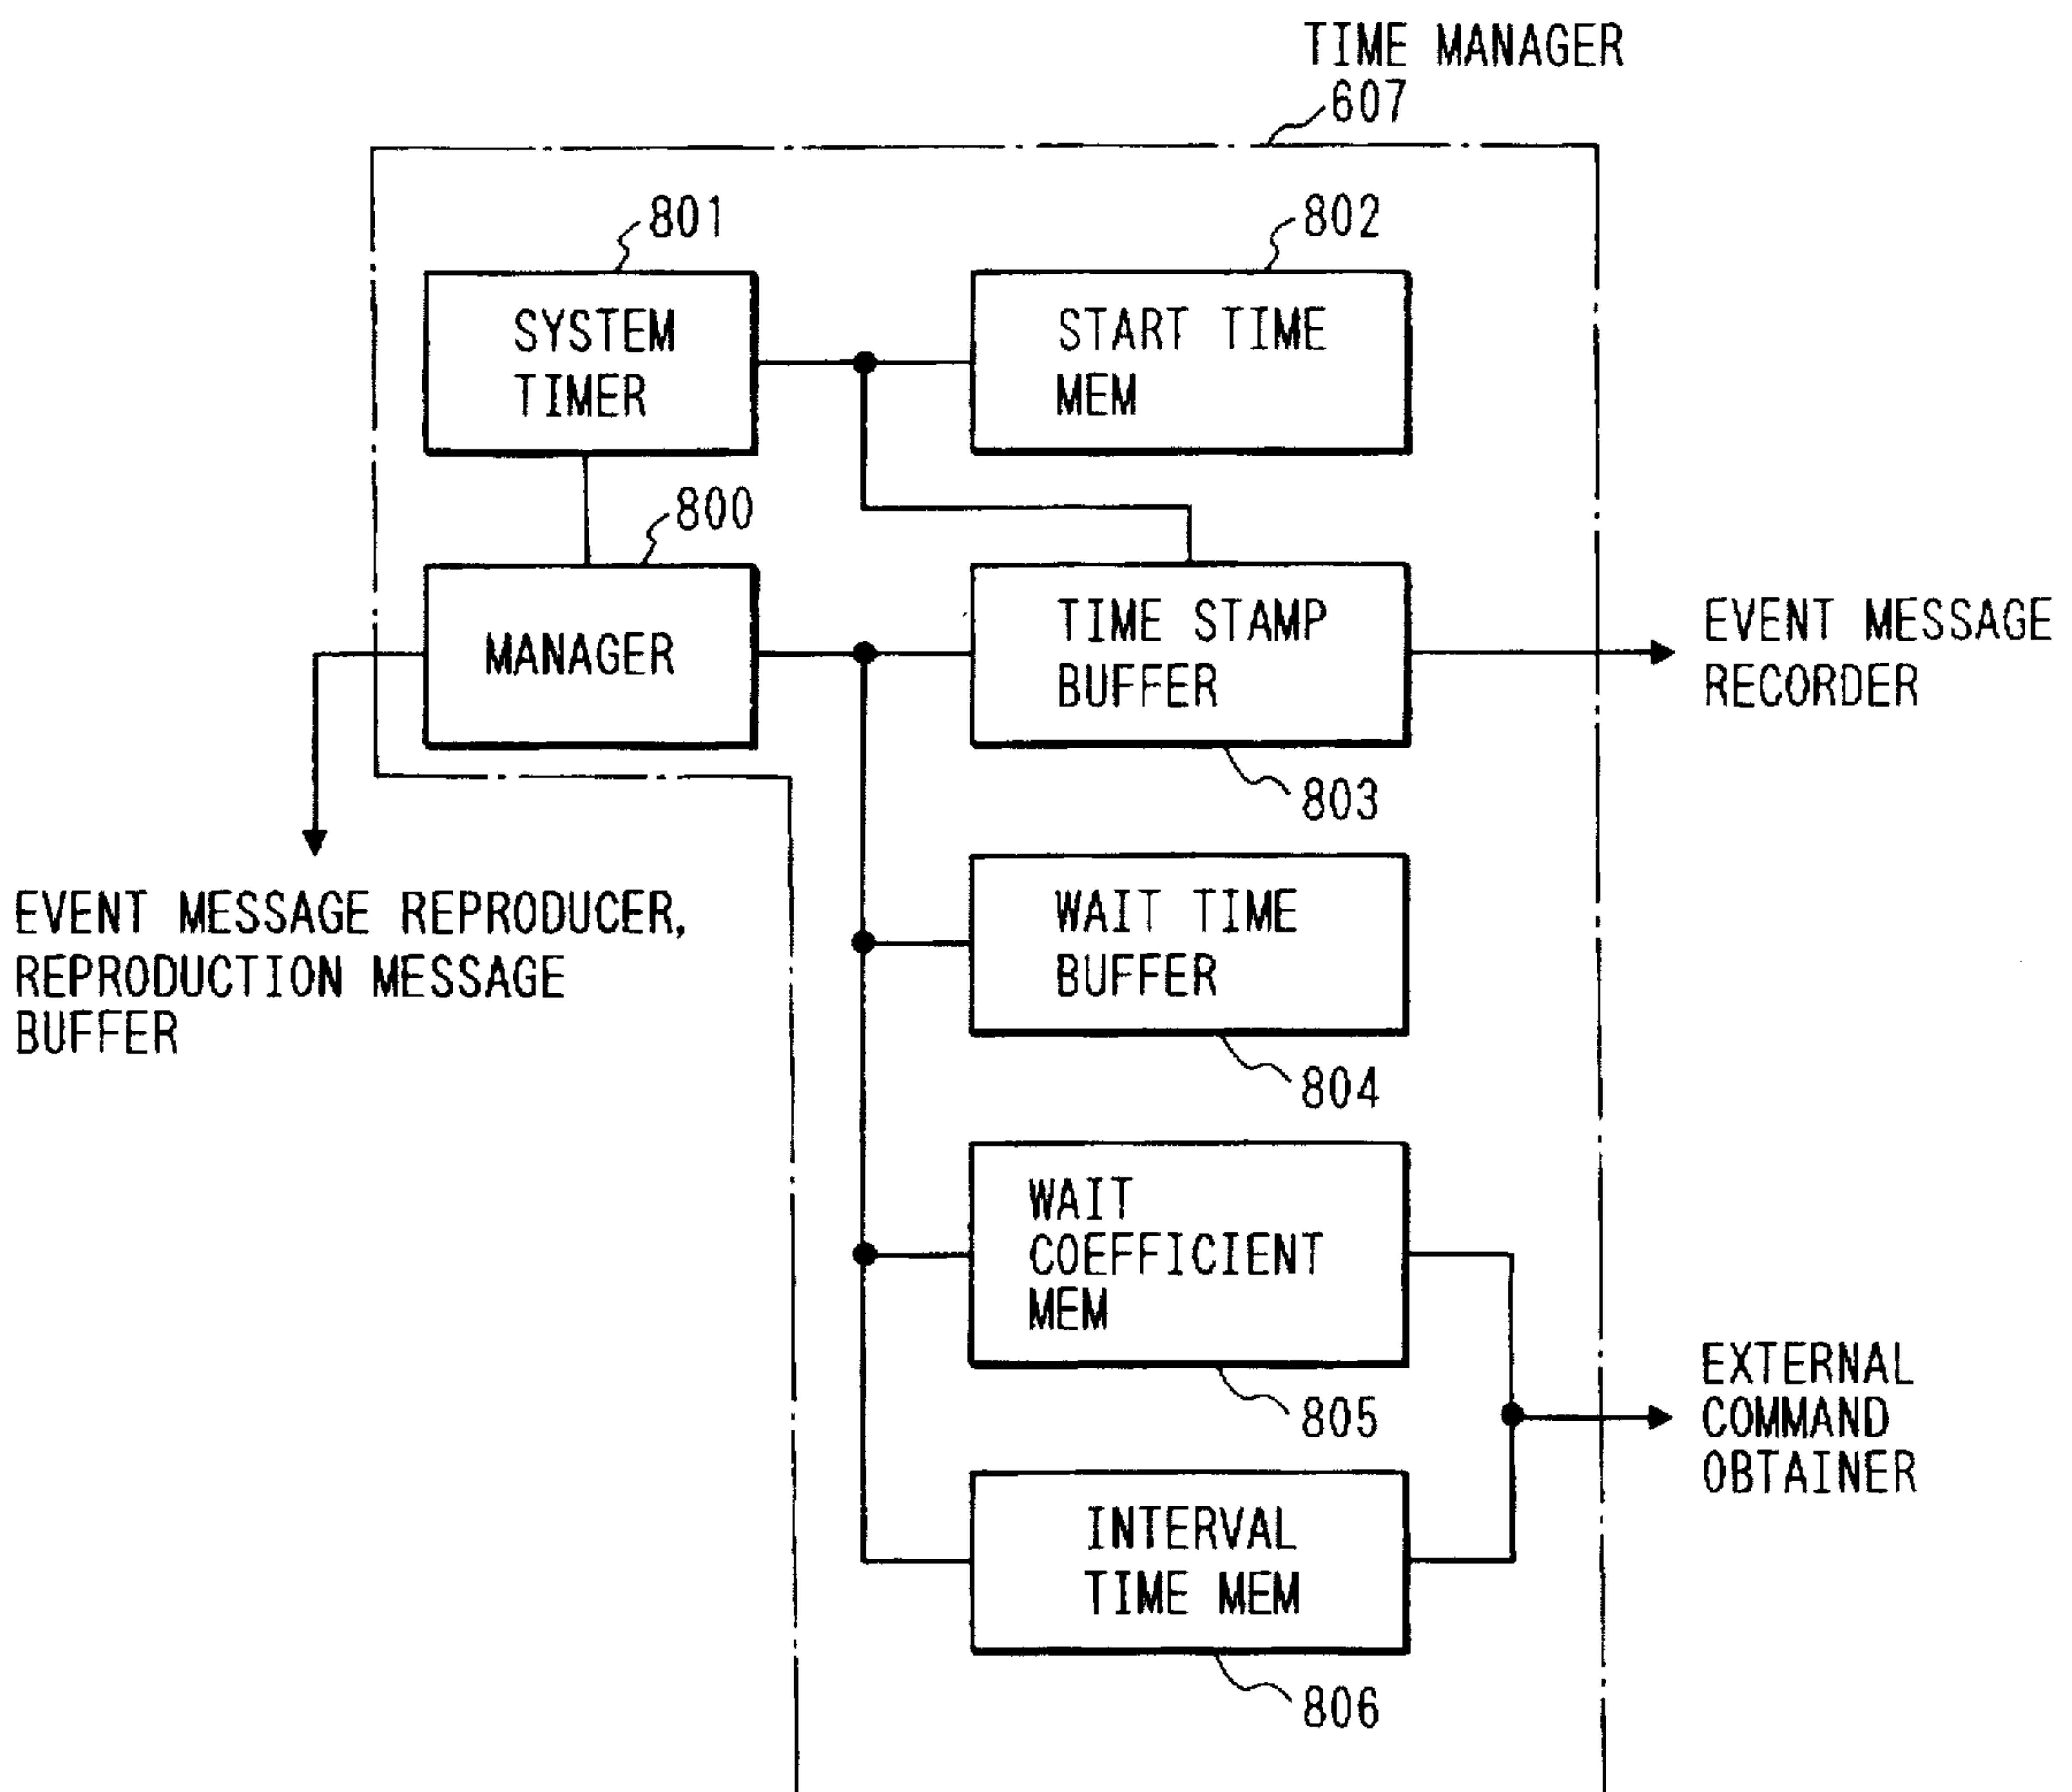 TIME MANAGER
607
801
802
SYSTEM
TIMER
START TIME
MEM
800
MANAGER
TIME STAMP
BUFFER
EVENT MESSAGE
RECORDER
803
EVENT MESSAGE REPRODUCER,
REPRODUCTION MESSAGE
BUFFER
WAIT TIME
BUFFER
804
WAIT
COEFFICIENT
MEM
805
EXTERNAL
COMMAND
OBTAINER
INTERVAL
TIME MEM
806